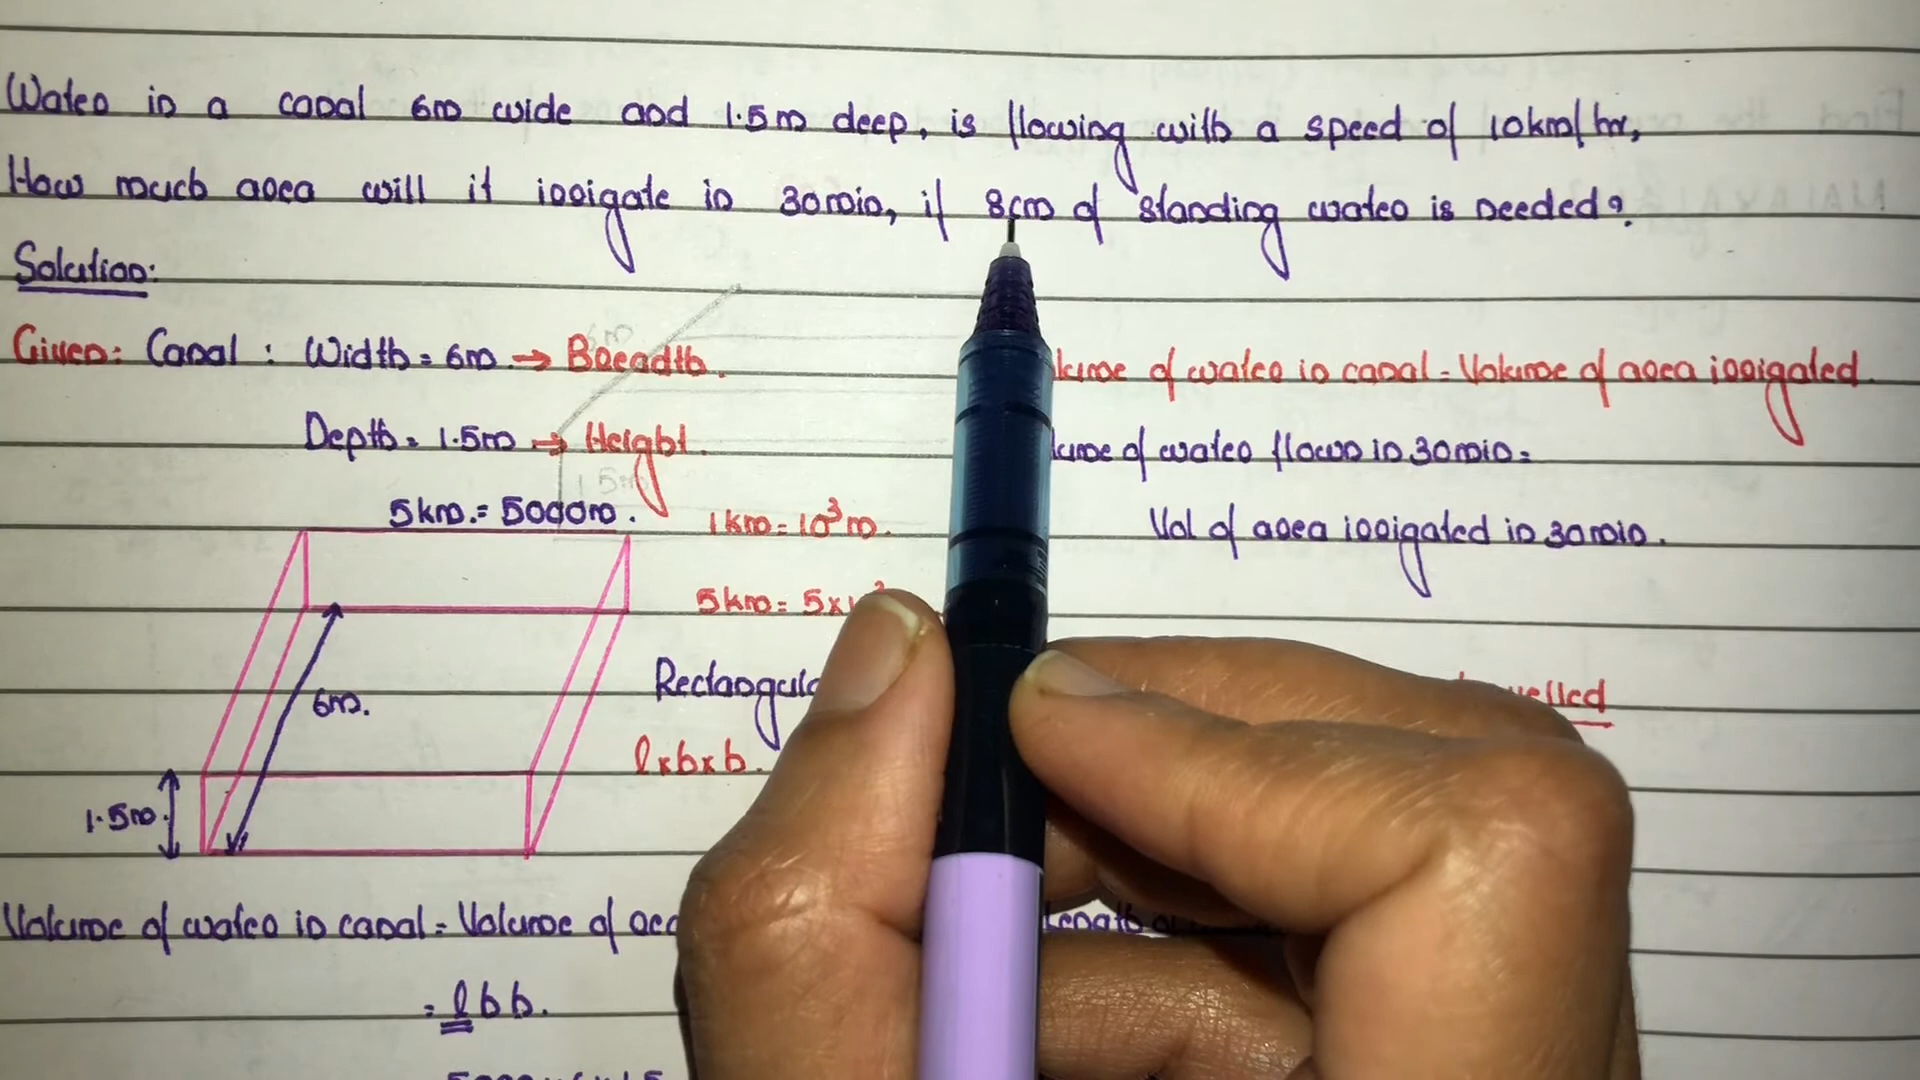 Water in a canal 6m wide and 1.5m deep, is flowing with a speed of 10km/hr,
How much area will it irrigate in 30min, if 8cm of standing water is needed?
Solution:
Given: Canal: Width = 6m → Breadth.
Depth = 1.5m → Height.
5km = 5000m.
1km = 10³m.
5km = 5×
6m.
1.5m.
l×b×h.
of water in canal = Volume of area irrigated.
of water flows in 30min =
Vol of area irrigated in 30min.
Volume of water in canal = Volume of
Length
= lbh.